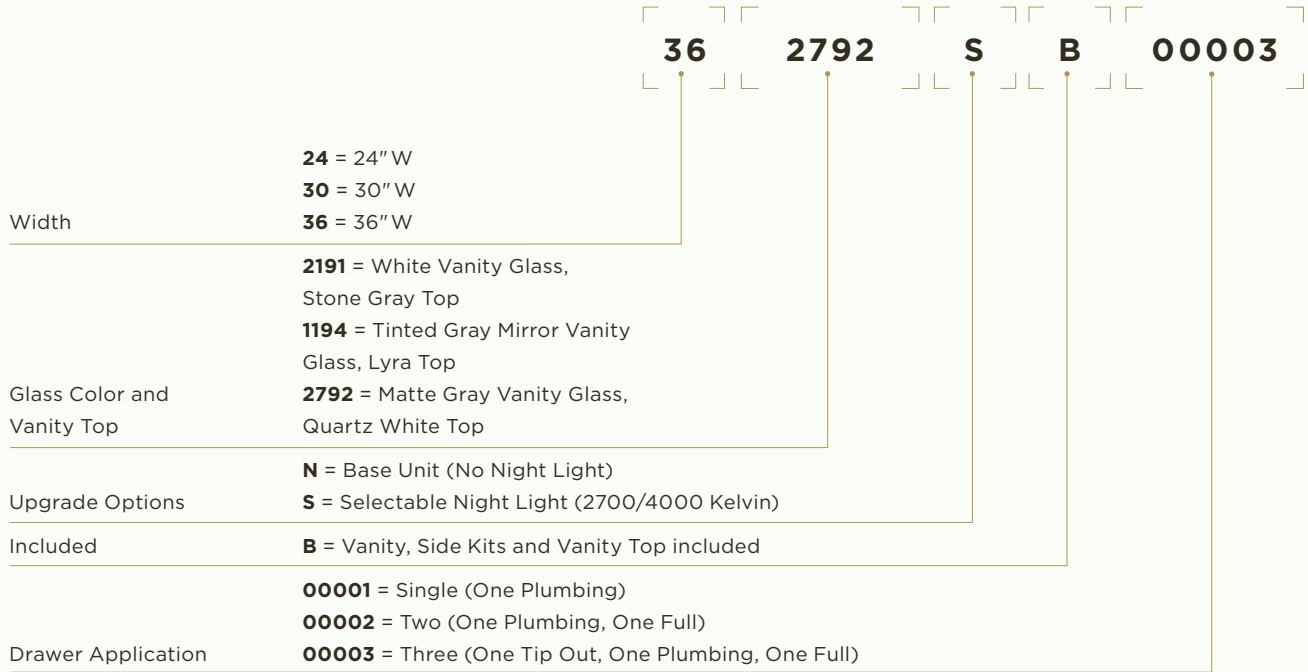 36 2792 S B 00003
24 = 24" W
30 = 30" W
Width 36 = 36" W
2191 = White Vanity Glass,
Stone Gray Top
1194 = Tinted Gray Mirror Vanity
Glass, Lyra Top
Glass Color and 2792 = Matte Gray Vanity Glass,
Vanity Top Quartz White Top
N = Base Unit (No Night Light)
Upgrade Options S = Selectable Night Light (2700/4000 Kelvin)
Included B = Vanity, Side Kits and Vanity Top included
00001 = Single (One Plumbing)
00002 = Two (One Plumbing, One Full)
Drawer Application 00003 = Three (One Tip Out, One Plumbing, One Full)